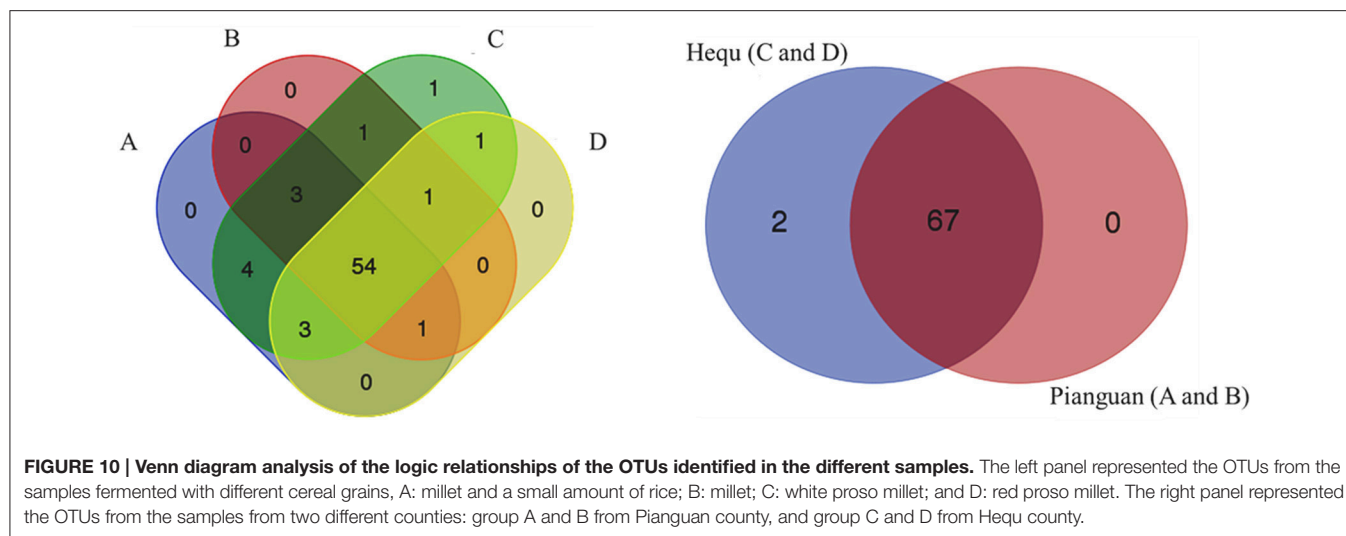 B
C
Hequ (C and D)
0
1
A
1
D
0
1
3
1
0
0
2
67
0
4
54
0
3
1
0
Pianguan (A and B)
FIGURE 10 | Venn diagram analysis of the logic relationships of the OTUs identified in the different samples. The left panel represented the OTUs from the
samples fermented with different cereal grains, A: millet and a small amount of rice; B: millet; C: white proso millet; and D: red proso millet. The right panel represented
the OTUs from the samples from two different counties: group A and B from Pianguan county, and group C and D from Hequ county.